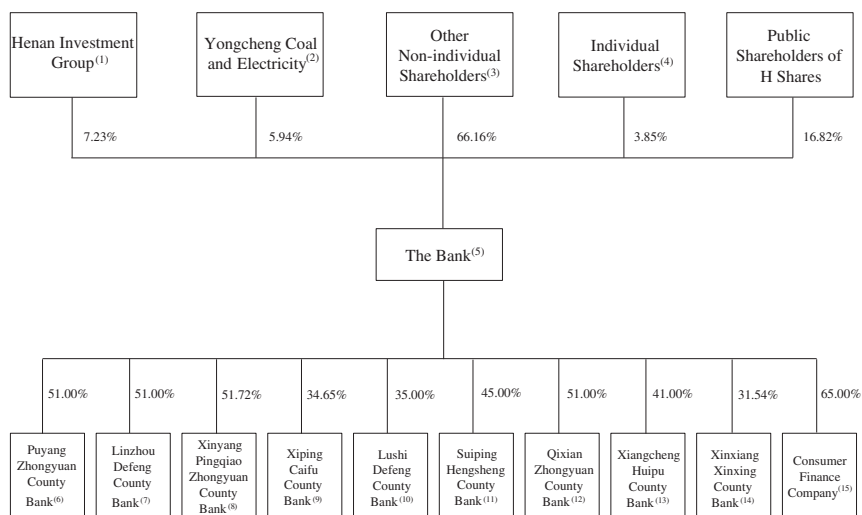 Henan Investment
Group(1)
Yongcheng Coal
and Electricity(2)
Other
Non-individual
Shareholders(3)
Individual
Shareholders(4)
Public
Shareholders of
H Shares
7.23%
5.94%
66.16%
3.85%
16.82%
The Bank(5)
51.00%
51.00%
51.72%
34.65%
35.00%
45.00%
51.00%
41.00%
31.54%
65.00%
Puyang
Zhongyuan
County
Bank(6)
Linzhou
Defeng
County
Bank(7)
Xinyang
Pingqiao
Zhongyuan
County
Bank(8)
Xiping
Caifu
County
Bank(9)
Lushi
Defeng
County
Bank(10)
Suiping
Hengsheng
County
Bank(11)
Qixian
Zhongyuan
County
Bank(12)
Xiangcheng
Huipu
County
Bank(13)
Xinxiang
Xinxing
County
Bank(14)
Consumer
Finance
Company(15)